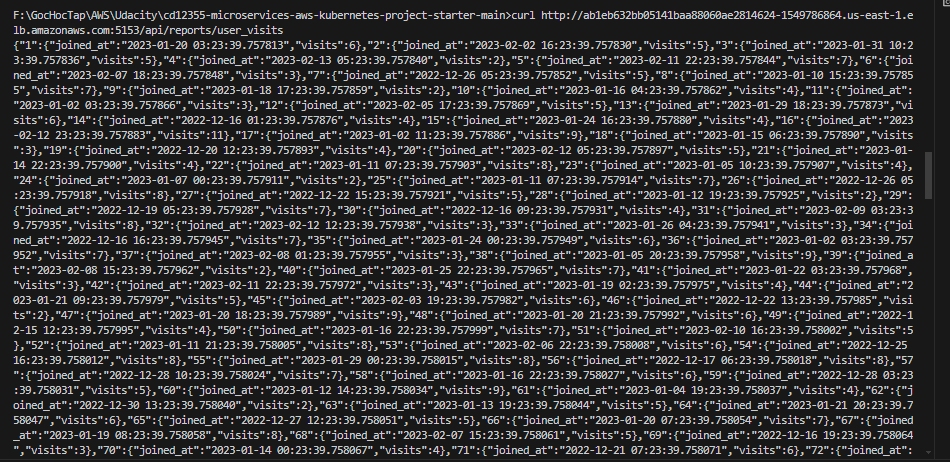 F:\GocHocTap\AWS\Udacity\cd12355-microservices-aws-kubernetes-project-starter-main>curl http://ab1eb632bb05141baa88060ae2814624-1549786864.us-east-1.e
lb.amazonaws.com:5153/api/reports/user_visits
{"1":{"joined_at":"2023-01-20 03:23:39.757813","visits":6},"2":{"joined_at":"2023-02-02 16:23:39.757830","visits":5},"3":{"joined_at":"2023-01-31 10:2
3:39.757836","visits":5},"4":{"joined_at":"2023-02-13 05:23:39.757840","visits":2},"5":{"joined_at":"2023-02-11 22:23:39.757844","visits":7},"6":{"joi
ned_at":"2023-02-07 18:23:39.757848","visits":3},"7":{"joined_at":"2022-12-26 05:23:39.757852","visits":5},"8":{"joined_at":"2023-01-10 15:23:39.75785
5","visits":7},"9":{"joined_at":"2023-01-18 17:23:39.757859","visits":2},"10":{"joined_at":"2023-01-16 04:23:39.757862","visits":4},"11":{"joined_at":
"2023-01-02 03:23:39.757866","visits":3},"12":{"joined_at":"2023-02-05 17:23:39.757869","visits":5},"13":{"joined_at":"2023-01-29 18:23:39.757873","vi
sits":6},"14":{"joined_at":"2022-12-16 01:23:39.757876","visits":4},"15":{"joined_at":"2023-01-24 16:23:39.757880","visits":4},"16":{"joined_at":"2023
-02-12 23:23:39.757883","visits":11},"17":{"joined_at":"2023-01-02 11:23:39.757886","visits":9},"18":{"joined_at":"2023-01-15 06:23:39.757890","visits
":3},"19":{"joined_at":"2022-12-20 12:23:39.757893","visits":4},"20":{"joined_at":"2023-02-12 05:23:39.757897","visits":5},"21":{"joined_at":"2023-01-
14 22:23:39.757900","visits":4},"22":{"joined_at":"2023-01-11 07:23:39.757903","visits":8},"23":{"joined_at":"2023-01-05 10:23:39.757907","visits":4},
"24":{"joined_at":"2023-01-07 00:23:39.757911","visits":2},"25":{"joined_at":"2023-01-11 07:23:39.757914","visits":7},"26":{"joined_at":"2022-12-26 05
:23:39.757918","visits":8},"27":{"joined_at":"2022-12-22 15:23:39.757921","visits":5},"28":{"joined_at":"2023-01-12 19:23:39.757925","visits":2},"29":
{"joined_at":"2022-12-19 05:23:39.757928","visits":7},"30":{"joined_at":"2022-12-16 09:23:39.757931","visits":4},"31":{"joined_at":"2023-02-09 03:23:3
9.757935","visits":8},"32":{"joined_at":"2023-02-12 12:23:39.757938","visits":3},"33":{"joined_at":"2023-01-26 04:23:39.757941","visits":3},"34":{"joi
ned_at":"2022-12-16 16:23:39.757945","visits":7},"35":{"joined_at":"2023-01-24 00:23:39.757949","visits":6},"36":{"joined_at":"2023-01-02 03:23:39.757
952","visits":7},"37":{"joined_at":"2023-02-08 01:23:39.757955","visits":3},"38":{"joined_at":"2023-01-05 20:23:39.757958","visits":9},"39":{"joined_a
t":"2023-02-08 15:23:39.757962","visits":2},"40":{"joined_at":"2023-01-25 22:23:39.757965","visits":7},"41":{"joined_at":"2023-01-22 03:23:39.757968",
"visits":3},"42":{"joined_at":"2023-02-11 22:23:39.757972","visits":3},"43":{"joined_at":"2023-01-19 02:23:39.757975","visits":4},"44":{"joined_at":"2
023-01-21 09:23:39.757979","visits":5},"45":{"joined_at":"2023-02-03 19:23:39.757982","visits":6},"46":{"joined_at":"2022-12-22 13:23:39.757985","visi
ts":2},"47":{"joined_at":"2023-01-20 18:23:39.757989","visits":9},"48":{"joined_at":"2023-01-20 21:23:39.757992","visits":6},"49":{"joined_at":"2022-1
2-15 12:23:39.757995","visits":4},"50":{"joined_at":"2023-01-16 22:23:39.757999","visits":7},"51":{"joined_at":"2023-02-10 16:23:39.758002","visits":5
},"52":{"joined_at":"2023-01-11 21:23:39.758005","visits":8},"53":{"joined_at":"2023-02-06 22:23:39.758008","visits":6},"54":{"joined_at":"2022-12-25
16:23:39.758012","visits":8},"55":{"joined_at":"2023-01-29 00:23:39.758015","visits":8},"56":{"joined_at":"2022-12-17 06:23:39.758018","visits":8},"57
":{"joined_at":"2022-12-28 10:23:39.758024","visits":7},"58":{"joined_at":"2023-01-16 22:23:39.758027","visits":6},"59":{"joined_at":"2022-12-28 03:23
:39.758031","visits":5},"60":{"joined_at":"2023-01-12 14:23:39.758034","visits":9},"61":{"joined_at":"2023-01-04 19:23:39.758037","visits":4},"62":{"j
oined_at":"2022-12-30 13:23:39.758040","visits":2},"63":{"joined_at":"2023-01-13 19:23:39.758044","visits":5},"64":{"joined_at":"2023-01-21 20:23:39.7
58047","visits":6},"65":{"joined_at":"2022-12-27 12:23:39.758051","visits":5},"66":{"joined_at":"2023-01-20 07:23:39.758054","visits":7},"67":{"joined
_at":"2023-01-19 08:23:39.758058","visits":8},"68":{"joined_at":"2023-02-07 15:23:39.758061","visits":5},"69":{"joined_at":"2022-12-16 19:23:39.758064
","visits":3},"70":{"joined_at":"2023-01-14 00:23:39.758067","visits":4},"71":{"joined_at":"2022-12-21 07:23:39.758071","visits":6},"72":{"joined_at":